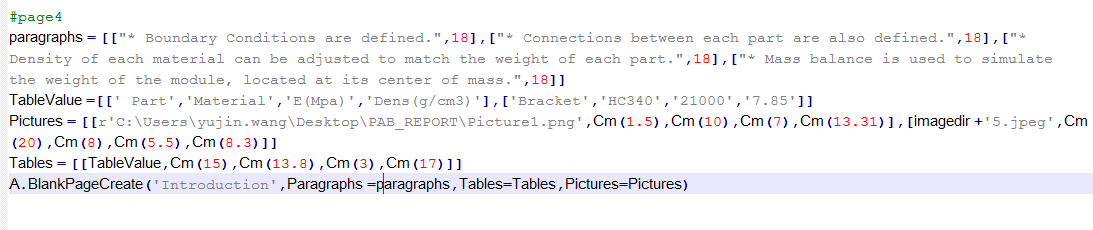 #page4
paragraphs = [["* Boundary Conditions are defined.",18],["* Connections between each part are also defined.",18],["*
Density of each material can be adjusted to match the weight of each part.",18],["* Mass balance is used to simulate
the weight of the module, located at its center of mass.",18]]
TableValue =[[' Part','Material','E(Mpa)','Dens(g/cm3)'],['Bracket','HC340','21000','7.85']]
Pictures = [[r'C:\Users\yujin.wang\Desktop\PAB_REPORT\Picture1.png',Cm(1.5),Cm(10),Cm(7),Cm(13.31)],[imagedir +'5.jpeg',Cm
(20),Cm(8),Cm(5.5),Cm(8.3)]]
Tables = [[TableValue,Cm(15),Cm(13.8),Cm(3),Cm(17)]]
A.BlankPageCreate('Introduction',Paragraphs =paragraphs,Tables=Tables,Pictures=Pictures)